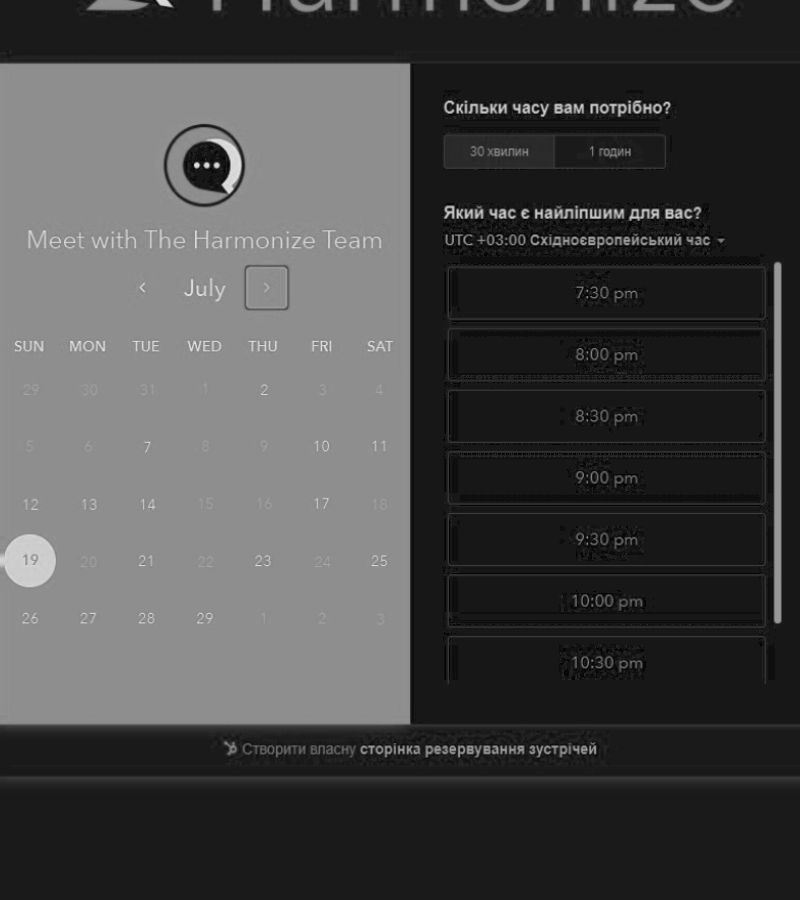 Harmonize
Meet with The Harmonize Team
July
SUN MON TUE WED THU FRI SAT
29 30 31 1 2 3 4
5 6 7 8 9 10 11
12 13 14 15 16 17 18
19 20 21 22 23 24 25
26 27 28 29 1 2 3
Скільки часу вам потрібно?
30 хвилин 1 годин
Який час є найліпшим для вас?
UTC +03:00 Східноєвропейський час
7:30 pm
8:00 pm
8:30 pm
9:00 pm
9:30 pm
10:00 pm
10:30 pm
Створити власну сторінка резервування зустрічей